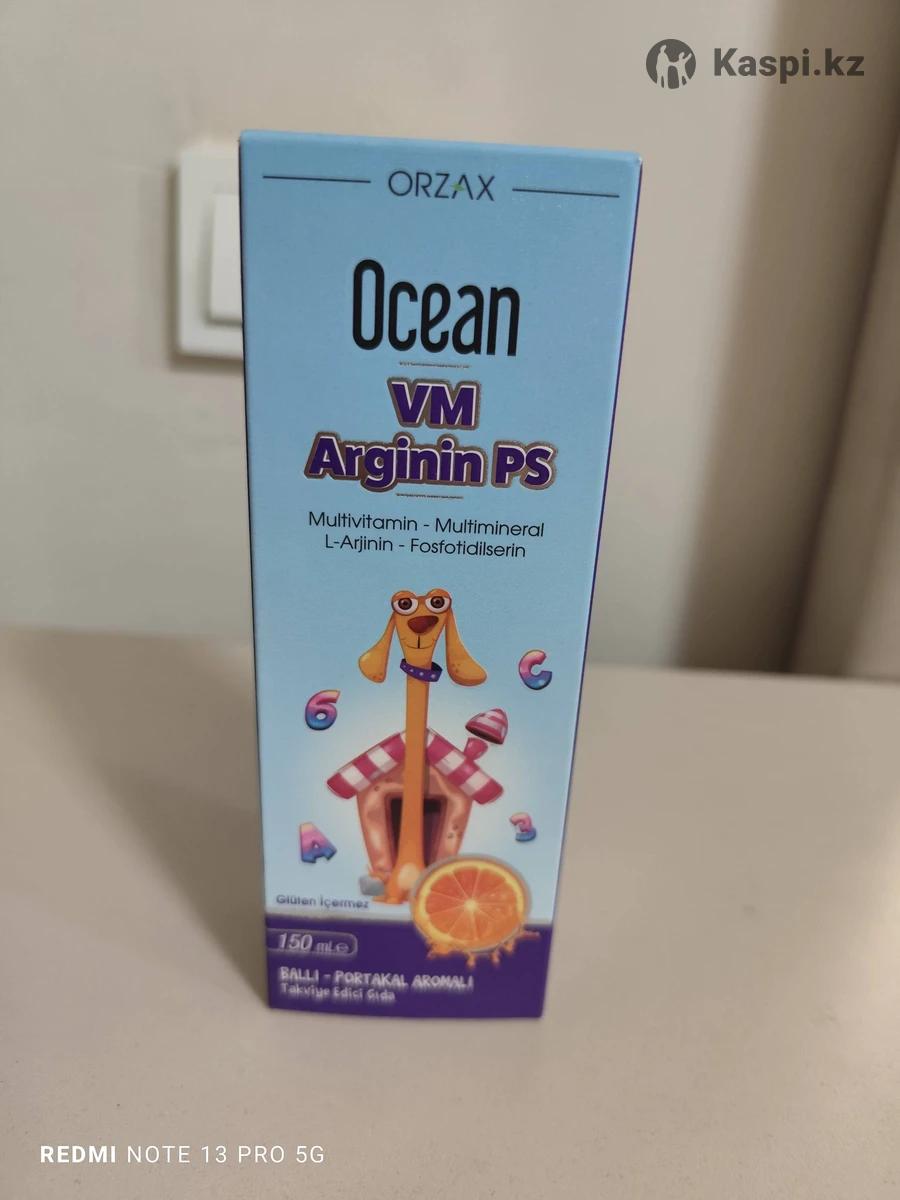 Kaspi.kz
ORZAX
Ocean
VM
Arginin PS
Multivitamin - Multimineral
L-Arjinin - Fosfotidilserin
6
C
A
3
Glüten İçermez
150 mL e
BALLI - PORTAKAL AROMALI
Takviye Edici Gıda
REDMI NOTE 13 PRO 5G